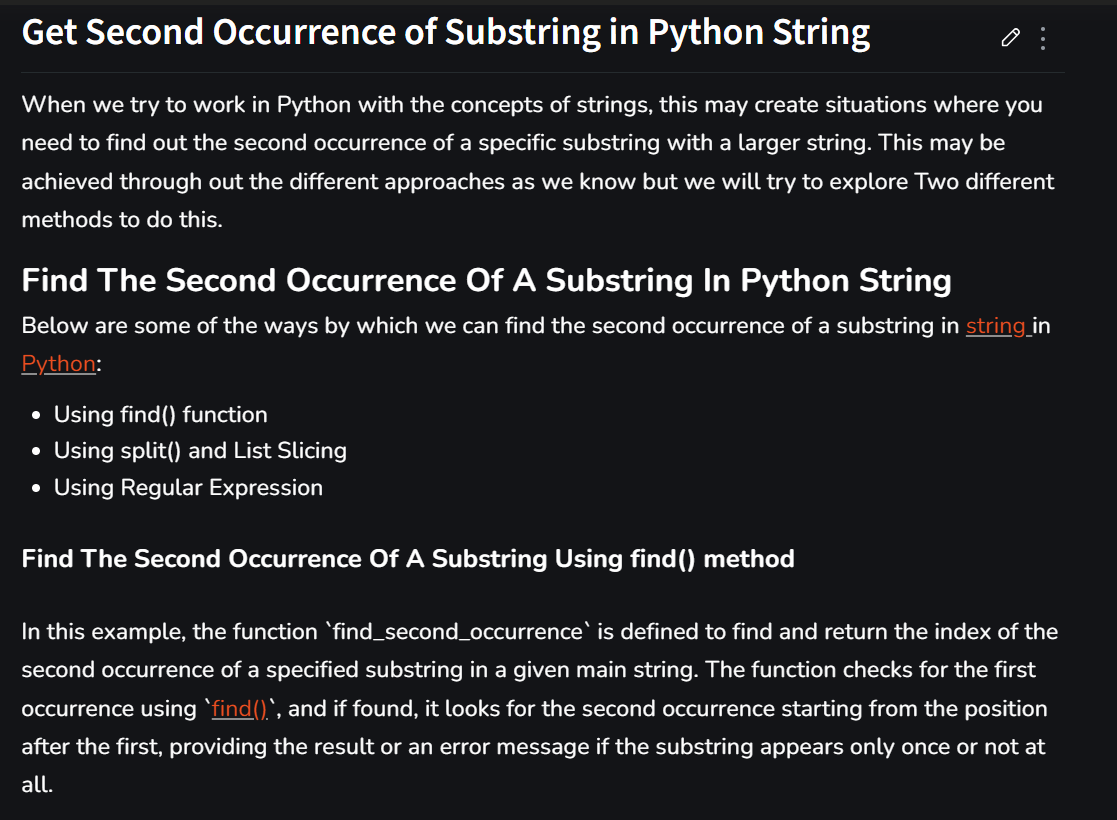 Get Second Occurrence of Substring in Python String
When we try to work in Python with the concepts of strings, this may create situations where you
need to find out the second occurrence of a specific substring with a larger string. This may be
achieved through out the different approaches as we know but we will try to explore Two different
methods to do this.
Find The Second Occurrence Of A Substring In Python String
Below are some of the ways by which we can find the second occurrence of a substring in string in
Python:
• Using find() function
• Using split() and List Slicing
• Using Regular Expression
Find The Second Occurrence Of A Substring Using find() method
In this example, the function `find_second_occurrence` is defined to find and return the index of the
second occurrence of a specified substring in a given main string. The function checks for the first
occurrence using `find()`, and if found, it looks for the second occurrence starting from the position
after the first, providing the result or an error message if the substring appears only once or not at
all.